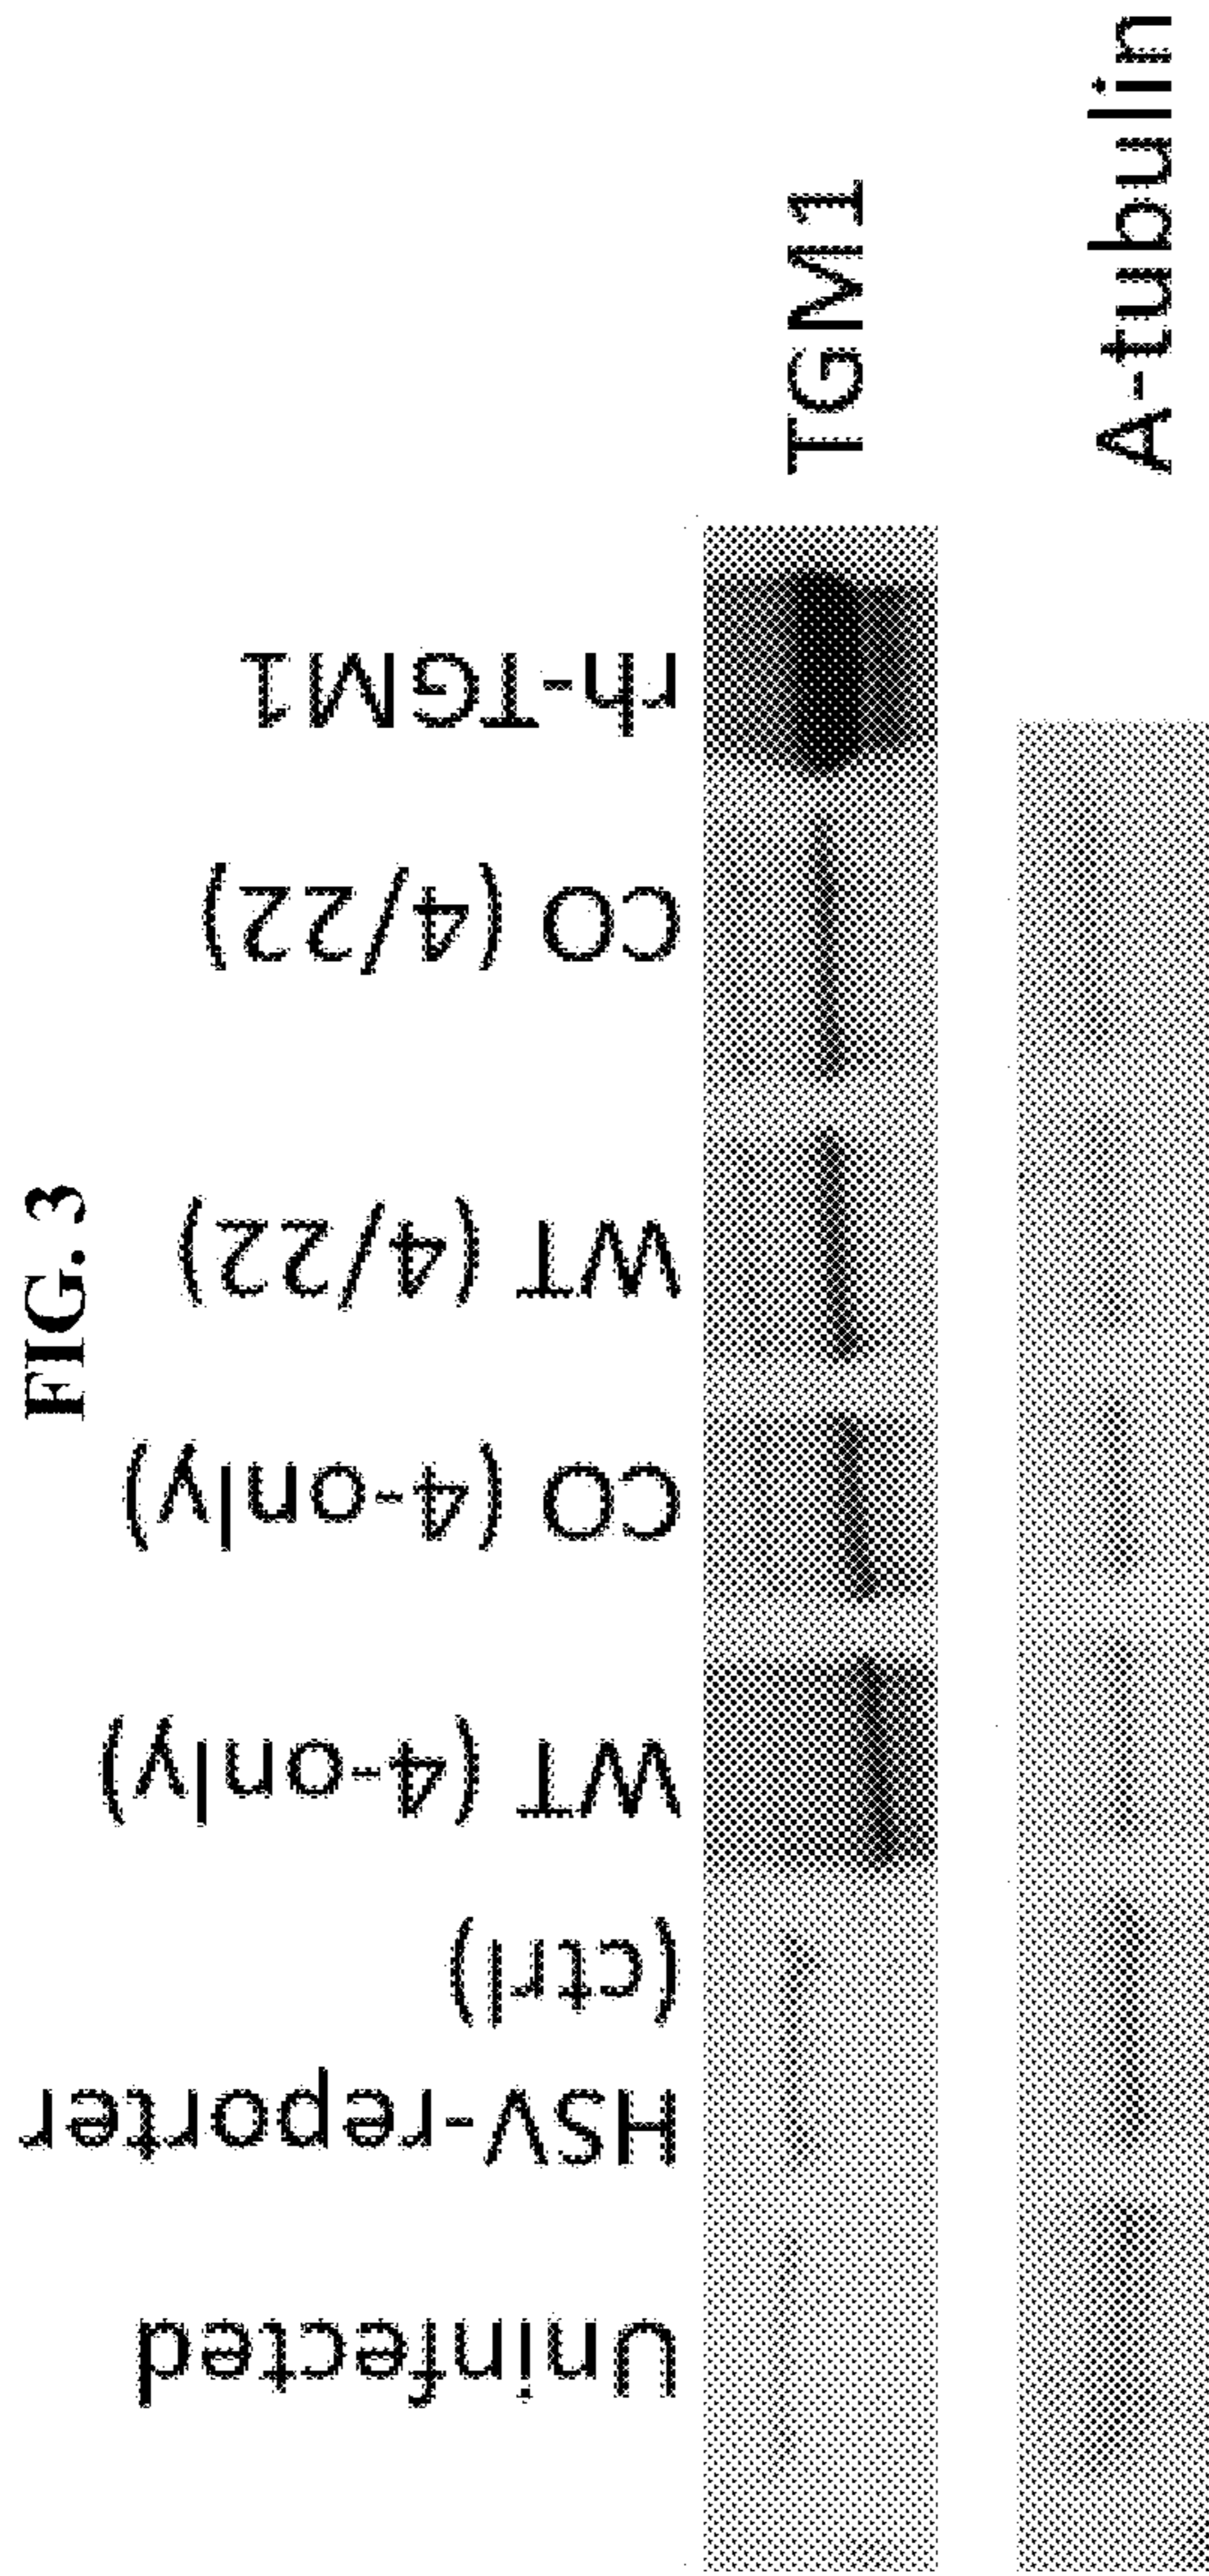 FIG. 3
Uninfected
HSV-reporter
(ctrl)
WT (4-only)
CO (4-only)
WT (4/22)
CO (4/22)
rh-TGM1
TGM1
A-tubulin